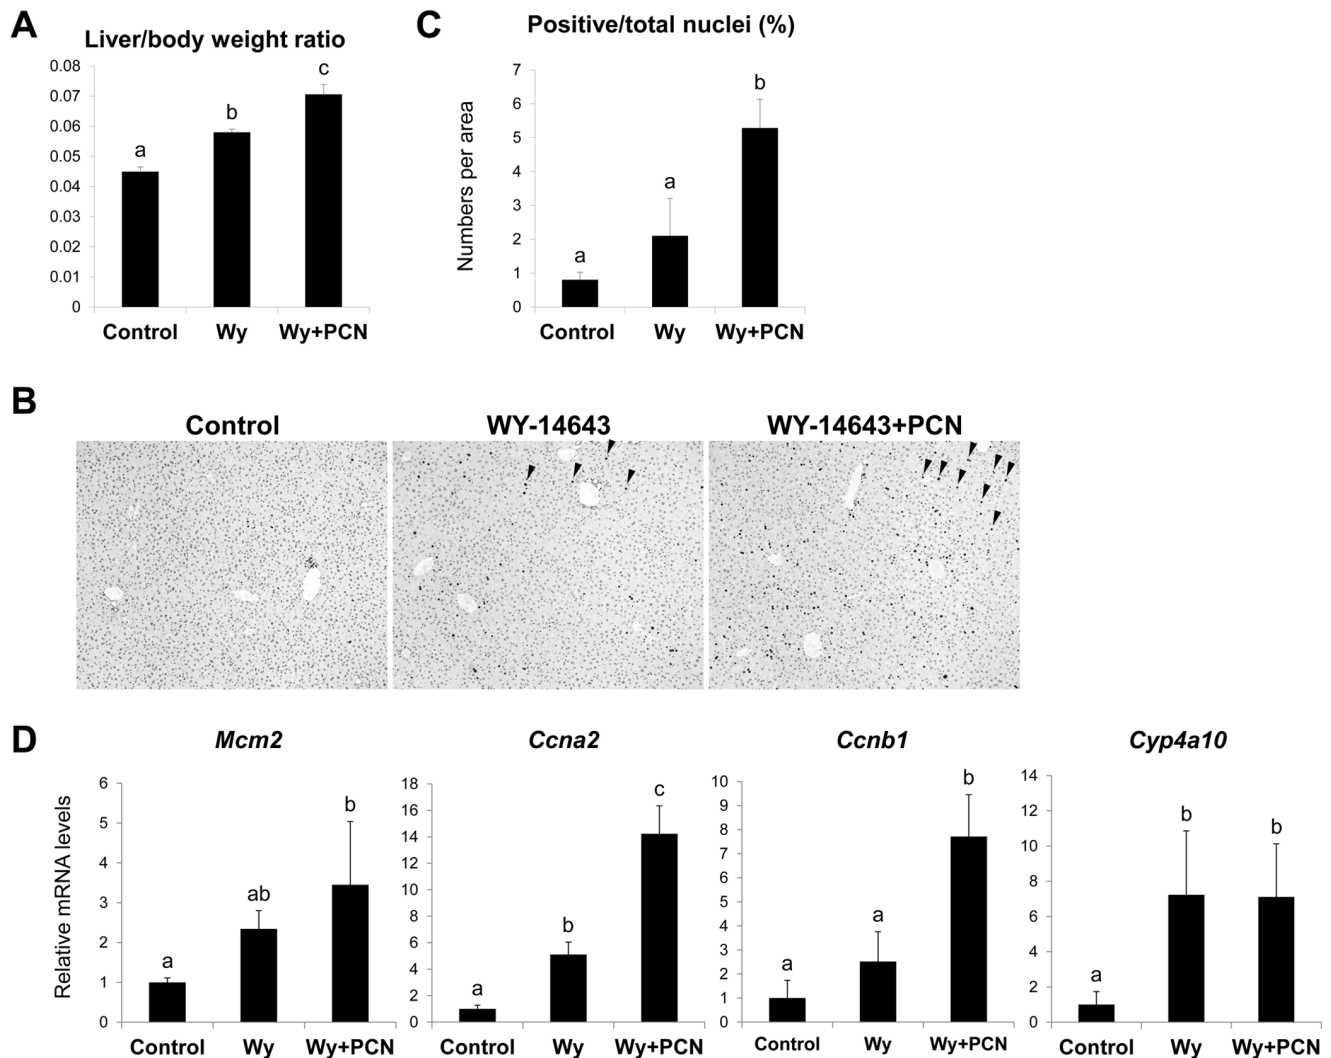 A
Liver/body weight ratio
0.08
0.07
0.06
0.05
0.04
0.03
0.02
0.01
0
a
b
c
Control Wy Wy+PCN
C
Positive/total nuclei (%)
Numbers per area
7
6
5
4
3
2
1
0
a
a
b
Control Wy Wy+PCN
B
Control WY-14643 WY-14643+PCN
D
Relative mRNA levels
Mcm2
6
5
4
3
2
1
0
a
ab
b
Control Wy Wy+PCN
Ccna2
18
16
14
12
10
8
6
4
2
0
a
b
c
Control Wy Wy+PCN
Ccnb1
10
9
8
7
6
5
4
3
2
1
0
a
a
b
Control Wy Wy+PCN
Cyp4a10
14
12
10
8
6
4
2
0
a
b
b
Control Wy Wy+PCN